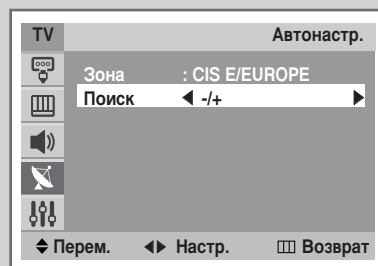 TV Автонастр.
Зона : CIS E/EUROPE
Поиск ◀ -/+ ▶
Перем. Настр. Возврат